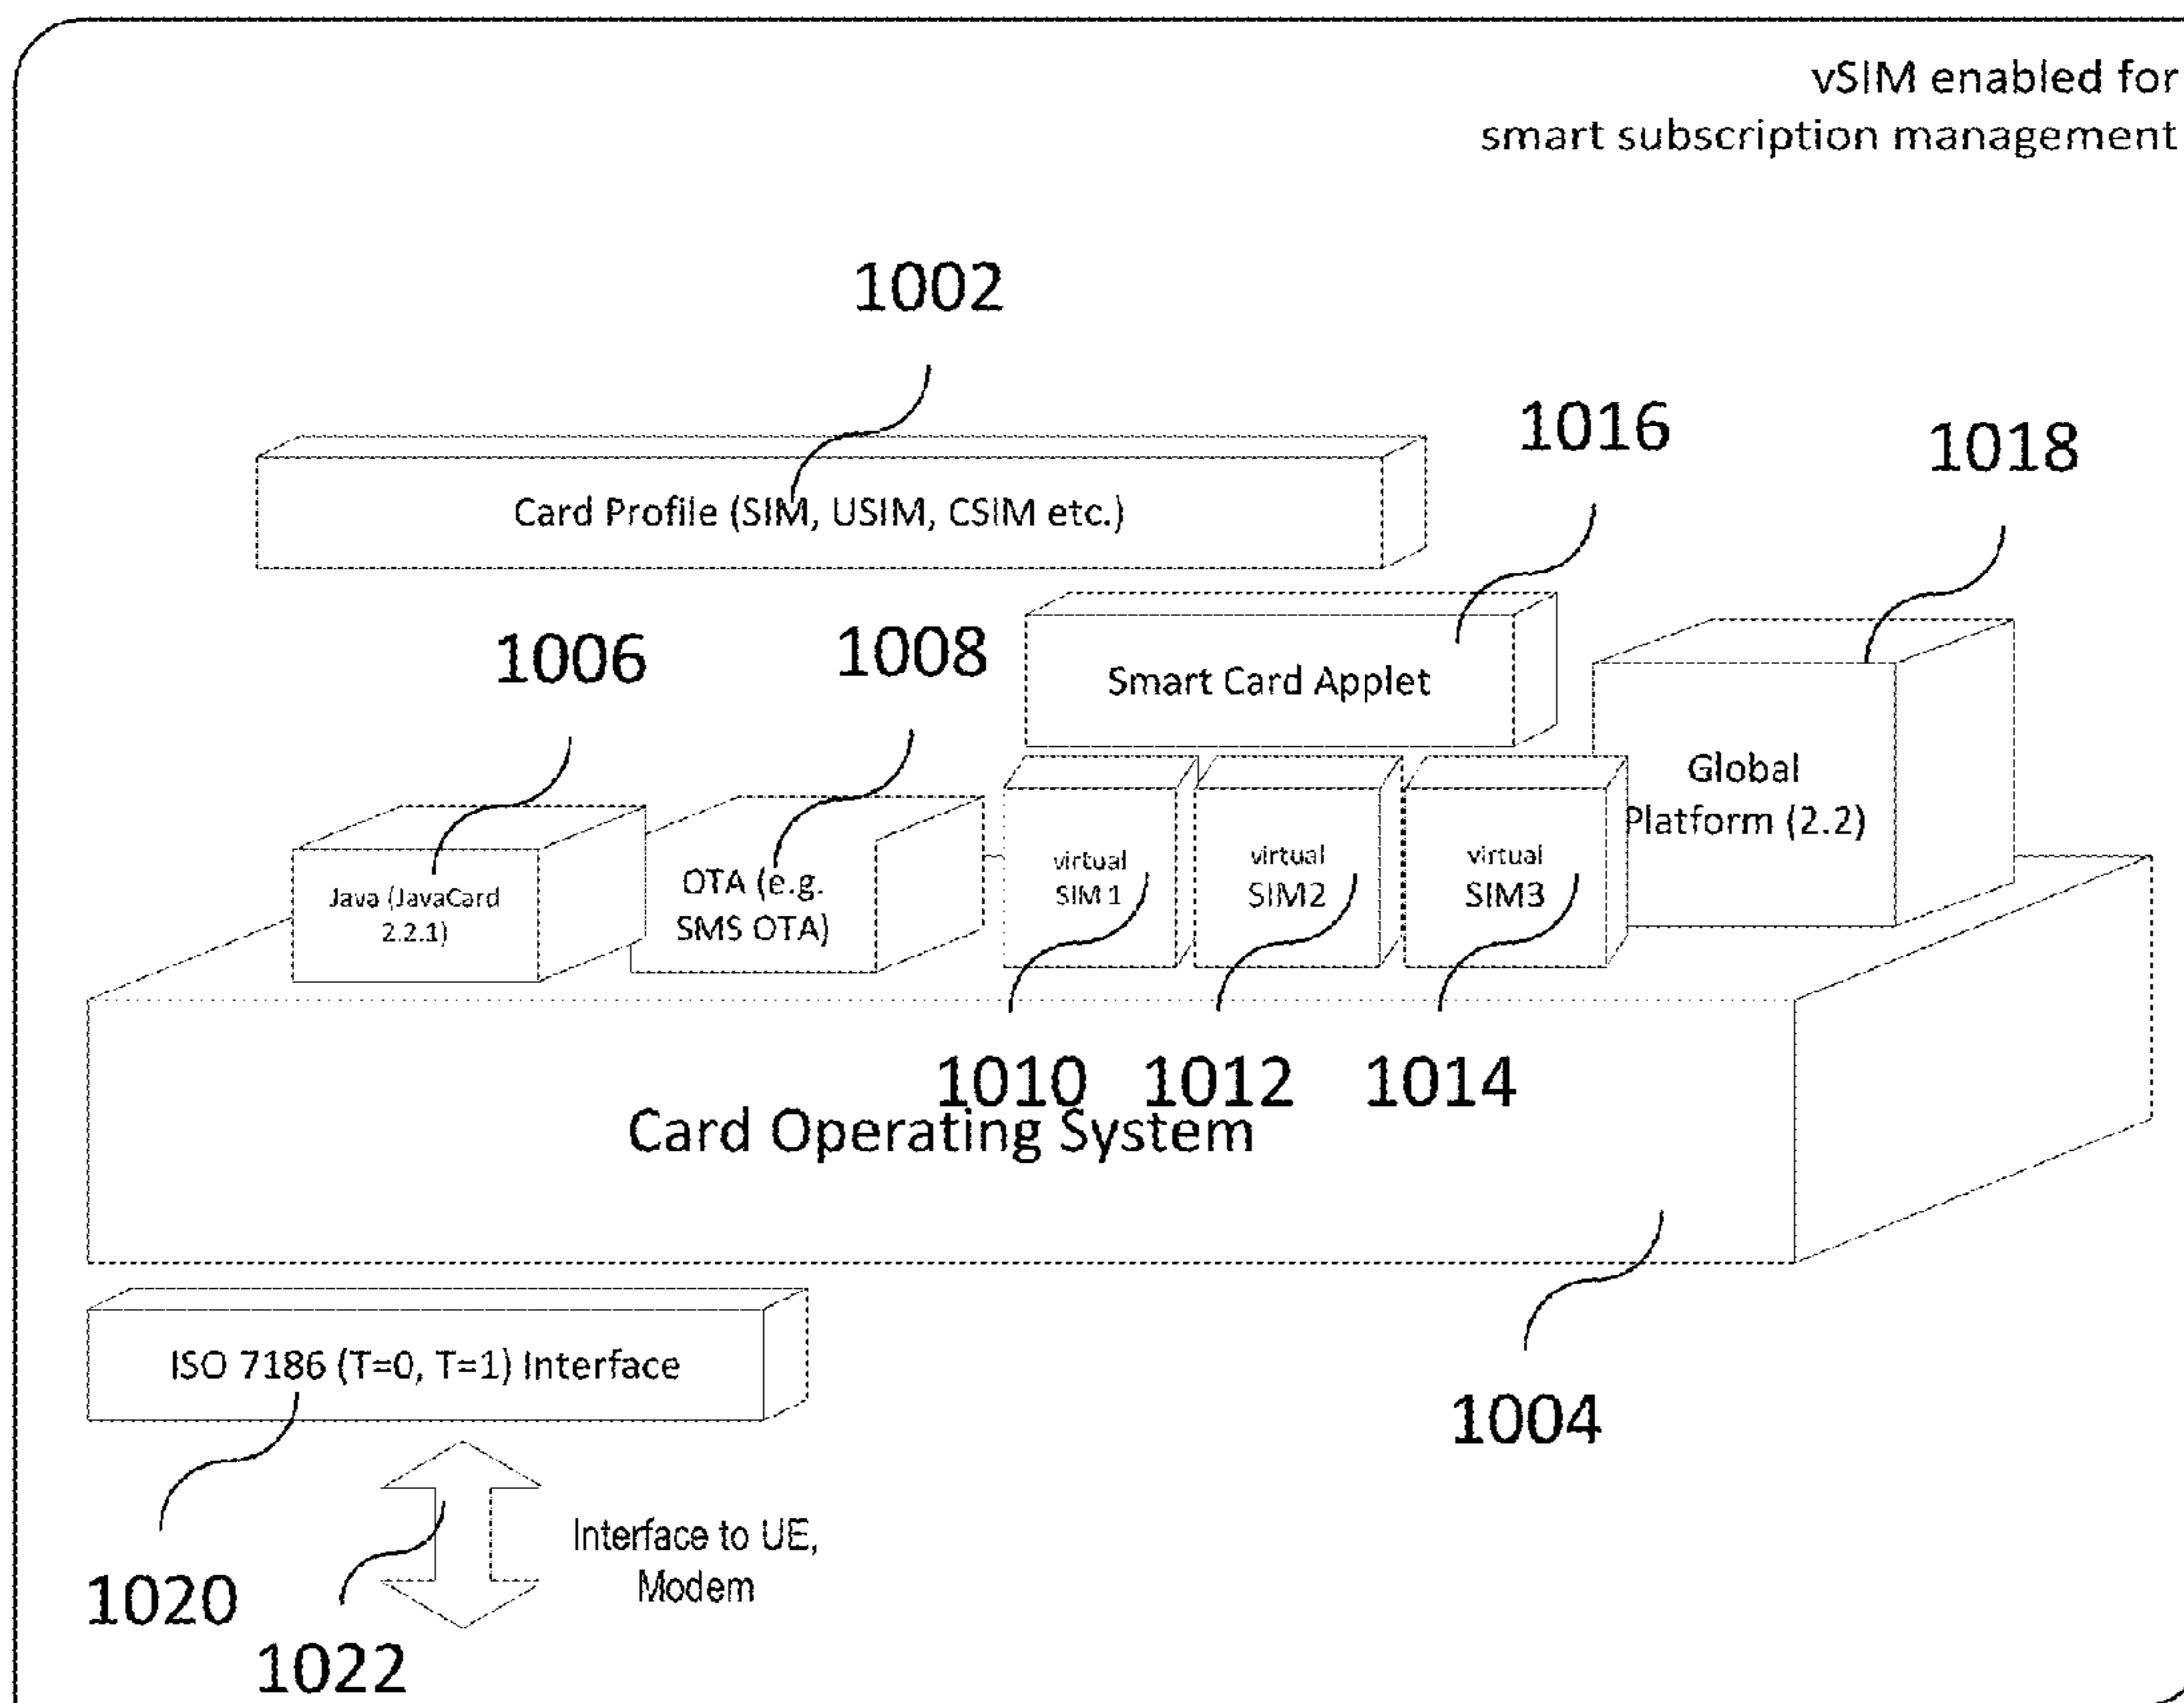 vSIM enabled for
smart subscription management
1002
1016
1018
Card Profile (SIM, USIM, CSIM etc.)
1006
1008
Smart Card Applet
Global
Platform (2.2)
Java (JavaCard
2.2.1)
OTA (e.g.
SMS OTA)
virtual
SIM 1
virtual
SIM2
virtual
SIM3
1010
1012
1014
Card Operating System
ISO 7186 (T=0, T=1) Interface
1004
Interface to UE,
Modem
1020
1022